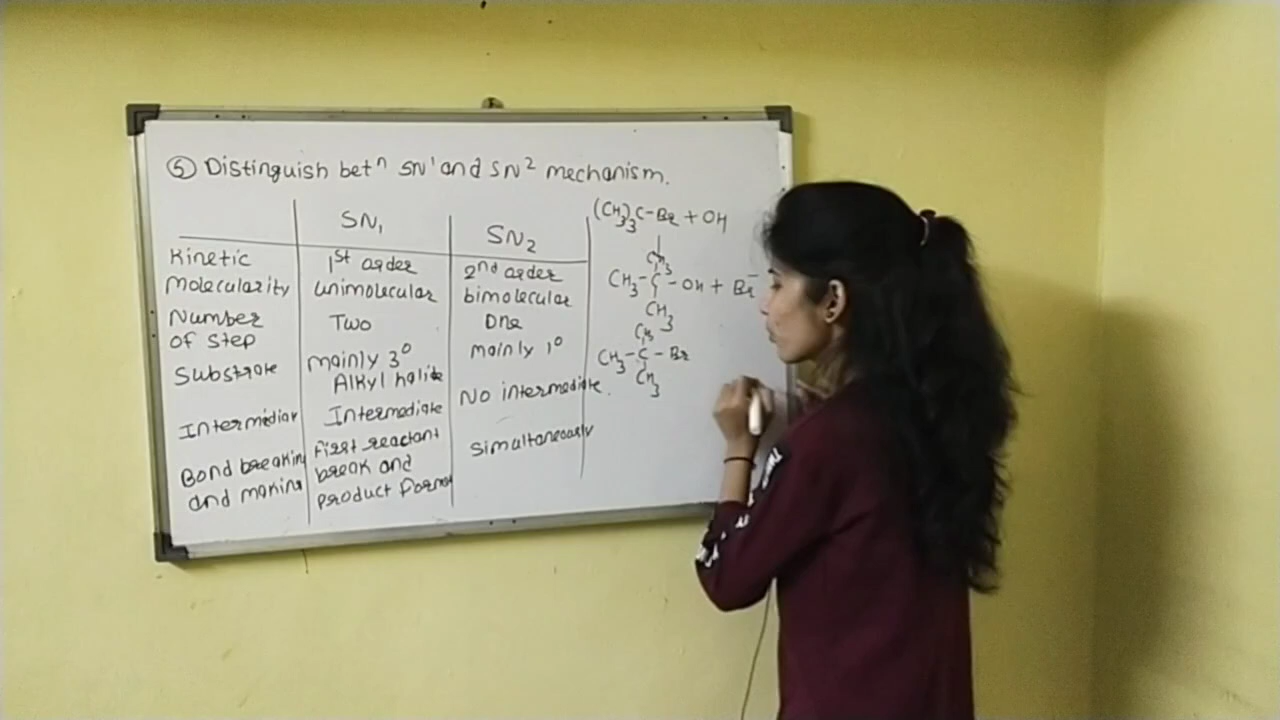 ⑤ Distinguish betⁿ SN¹ and SN² mechanism.
SN₁ SN₂
Kinetic 1st order 2nd order
Molecularity unimolecular bimolecular
Number of step Two One
Substrate mainly 3° Alkyl halide mainly 1°
Intermediar Intermediate No intermediate.
Bond breaking and making First reactant break and product former Simultaneously
(CH₃)₃C-Br + OH
CH₃
CH₃-C-OH + Br⁻
CH₃
CH₃
CH₃-C-Br
CH₃